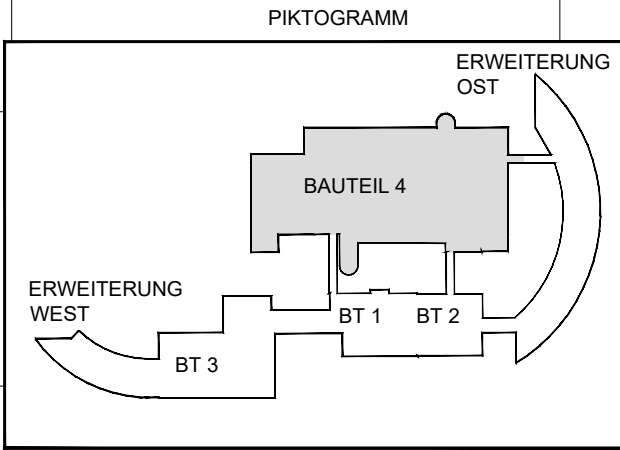 PIKTOGRAMM
ERWEITERUNG
OST
BAUTEIL 4
ERWEITERUNG
WEST
BT 1
BT 2
BT 3